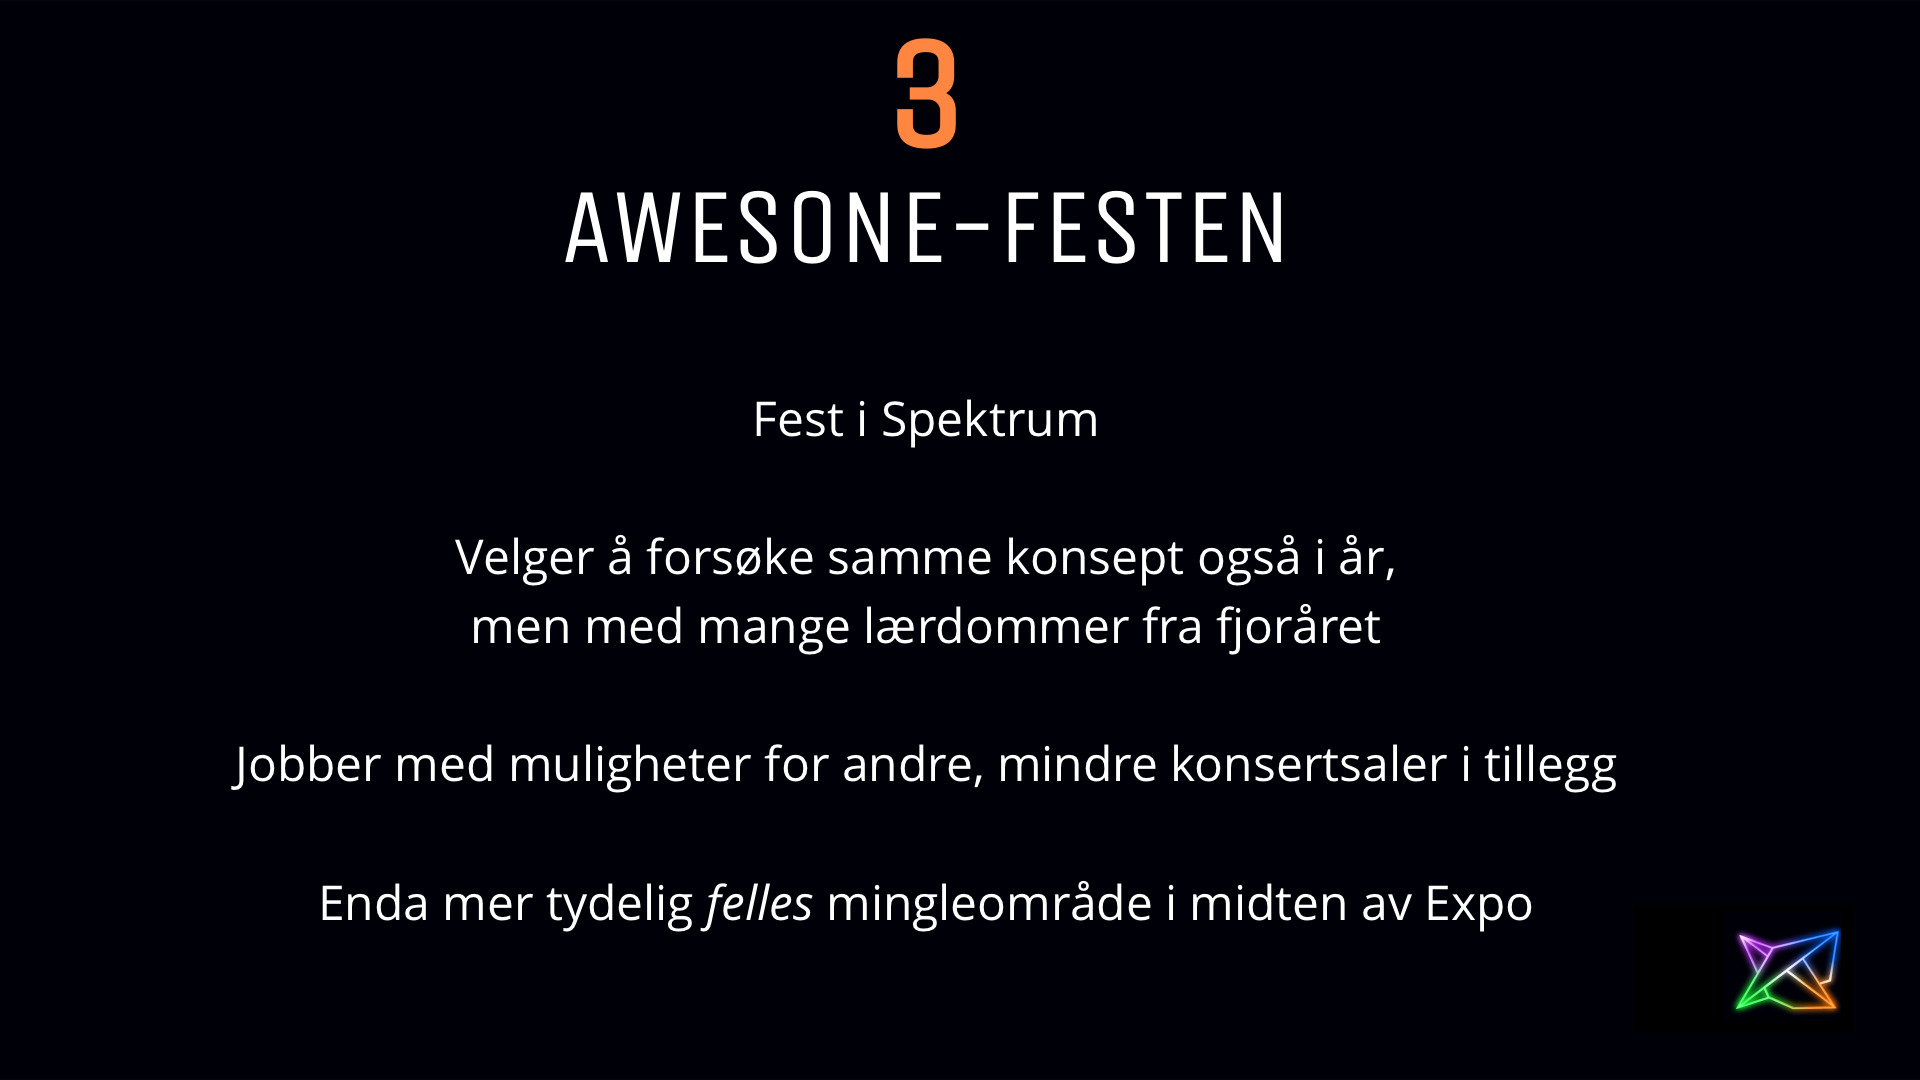 3
AWESONE-FESTEN
Fest i Spektrum
Velger å forsøke samme konsept også i år,
men med mange lærdommer fra fjoråret
Jobber med muligheter for andre, mindre konsertsaler i tillegg
Enda mer tydelig felles mingleområde i midten av Expo